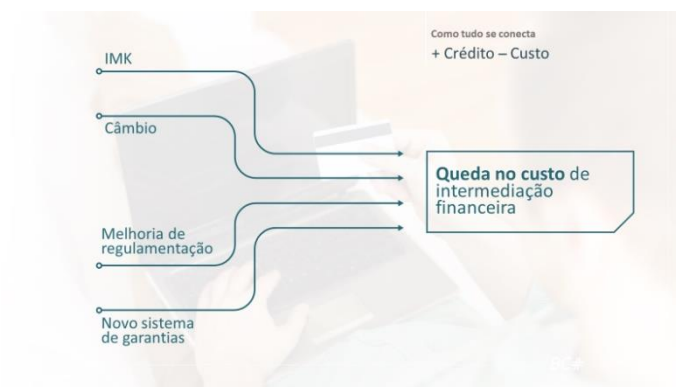 Como tudo se conecta
+ Crédito – Custo
IMK
Câmbio
Melhoria de
regulamentação
Novo sistema
de garantias
Queda no custo de
intermediação
financeira